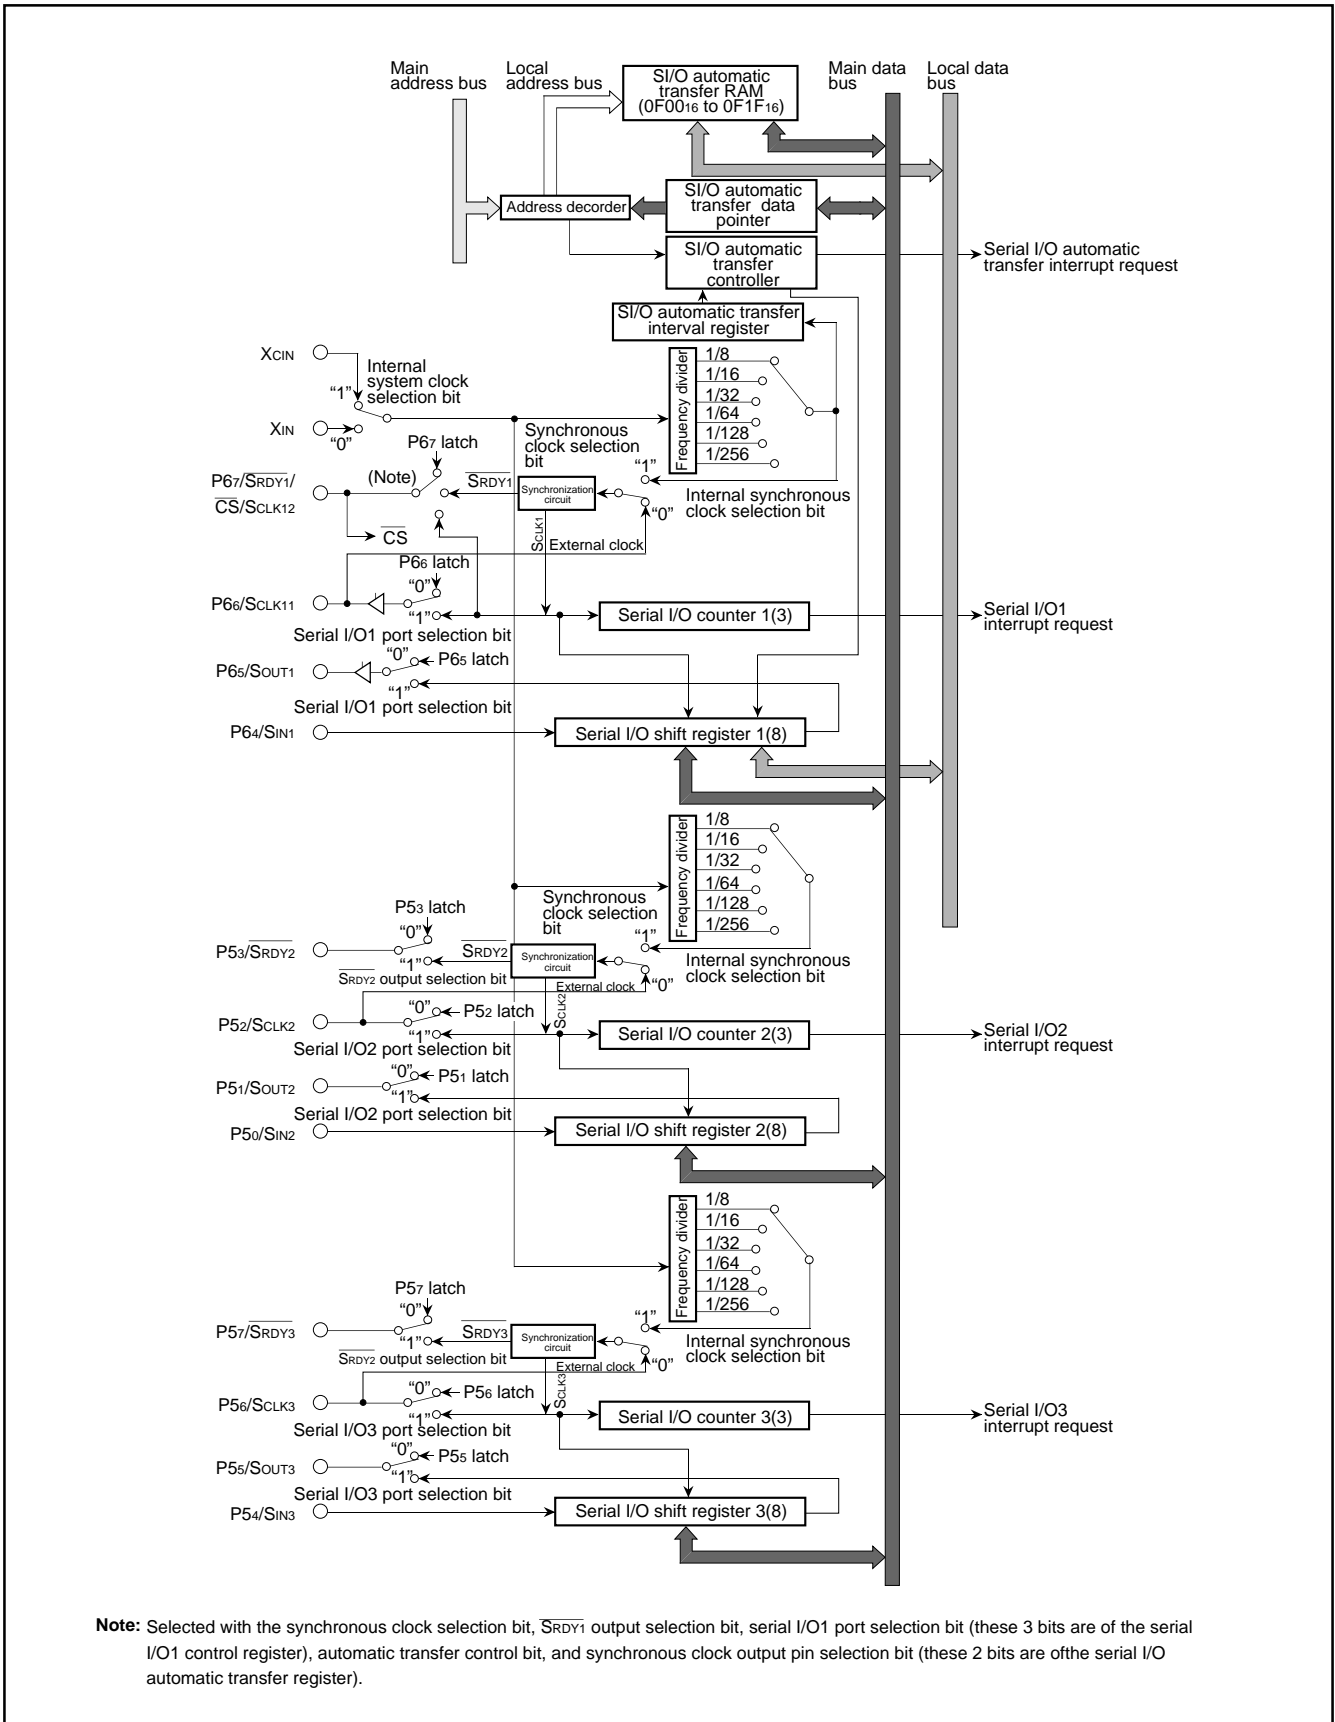 Main
address bus
Local
address bus
SI/O automatic
transfer RAM
(0F0016 to 0F1F16)
Main data
bus
Local data
bus
Address decorder
SI/O automatic
transfer data
pointer
SI/O automatic
transfer
controller
Serial I/O automatic
transfer interrupt request
SI/O automatic transfer
interval register
XCIN
Internal
system clock
selection bit
"1"
XIN
"0"
Frequency divider
1/8
1/16
1/32
1/64
1/128
1/256
P67 latch
Synchronous
clock selection
bit
"1"
(Note)
SRDY1
Synchronization
circuit
"0"
Internal synchronous
clock selection bit
P67/SRDY1/
CS/SCLK12
CS
SCLK1
External clock
P66 latch
"0"
P66/SCLK11
"1"
Serial I/O counter 1(3)
Serial I/O1
interrupt request
Serial I/O1 port selection bit
"0"
P65 latch
P65/SOUT1
"1"
Serial I/O1 port selection bit
P64/SIN1
Serial I/O shift register 1(8)
Frequency divider
1/8
1/16
1/32
1/64
1/128
1/256
Synchronous
clock selection
bit
"1"
P53 latch
"0"
P53/SRDY2
"1"
SRDY2
Synchronization
circuit
"0"
Internal synchronous
clock selection bit
SRDY2 output selection bit
External clock
SCLK2
"0"
P52 latch
P52/SCLK2
"1"
Serial I/O counter 2(3)
Serial I/O2
interrupt request
Serial I/O2 port selection bit
"0"
P51 latch
P51/SOUT2
"1"
Serial I/O2 port selection bit
P50/SIN2
Serial I/O shift register 2(8)
Frequency divider
1/8
1/16
1/32
1/64
1/128
1/256
P57 latch
"0"
"1"
P57/SRDY3
"1"
SRDY3
Synchronization
circuit
"0"
Internal synchronous
clock selection bit
SRDY2 output selection bit
External clock
SCLK3
"0"
P56 latch
P56/SCLK3
"1"
Serial I/O counter 3(3)
Serial I/O3
interrupt request
Serial I/O3 port selection bit
"0"
P55 latch
P55/SOUT3
"1"
Serial I/O3 port selection bit
P54/SIN3
Serial I/O shift register 3(8)
Note: Selected with the synchronous clock selection bit, SRDY1 output selection bit, serial I/O1 port selection bit (these 3 bits are of the serial
I/O1 control register), automatic transfer control bit, and synchronous clock output pin selection bit (these 2 bits are ofthe serial I/O
automatic transfer register).